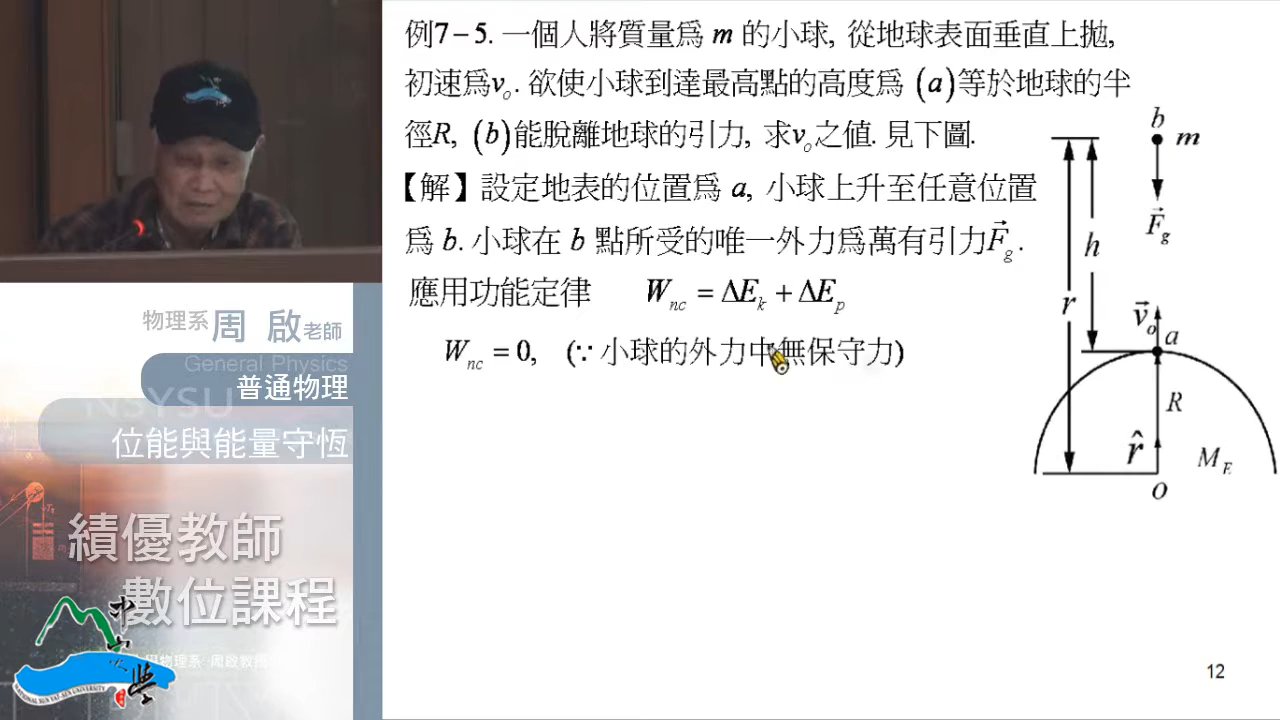 例7-5. 一個人將質量爲 m 的小球, 從地球表面垂直上拋,
初速爲v₀. 欲使小球到達最高點的高度爲 (a)等於地球的半
徑R, (b)能脫離地球的引力, 求v₀之值. 見下圖.
【解】設定地表的位置爲 a, 小球上升至任意位置
爲 b. 小球在 b 點所受的唯一外力爲萬有引力F⃗g.
應用功能定律 Wnc = ΔEk + ΔEp
Wnc = 0, (∵ 小球的外力中無保守力)
b
m
F⃗g
h
r
v⃗₀
a
R
r̂
ME
O
物理系 周 啟 老師
General Physics
普通物理
NSYSU
位能與能量守恆
績優教師
數位課程
NATIONAL SUN YAT-SEN UNIVERSITY
12